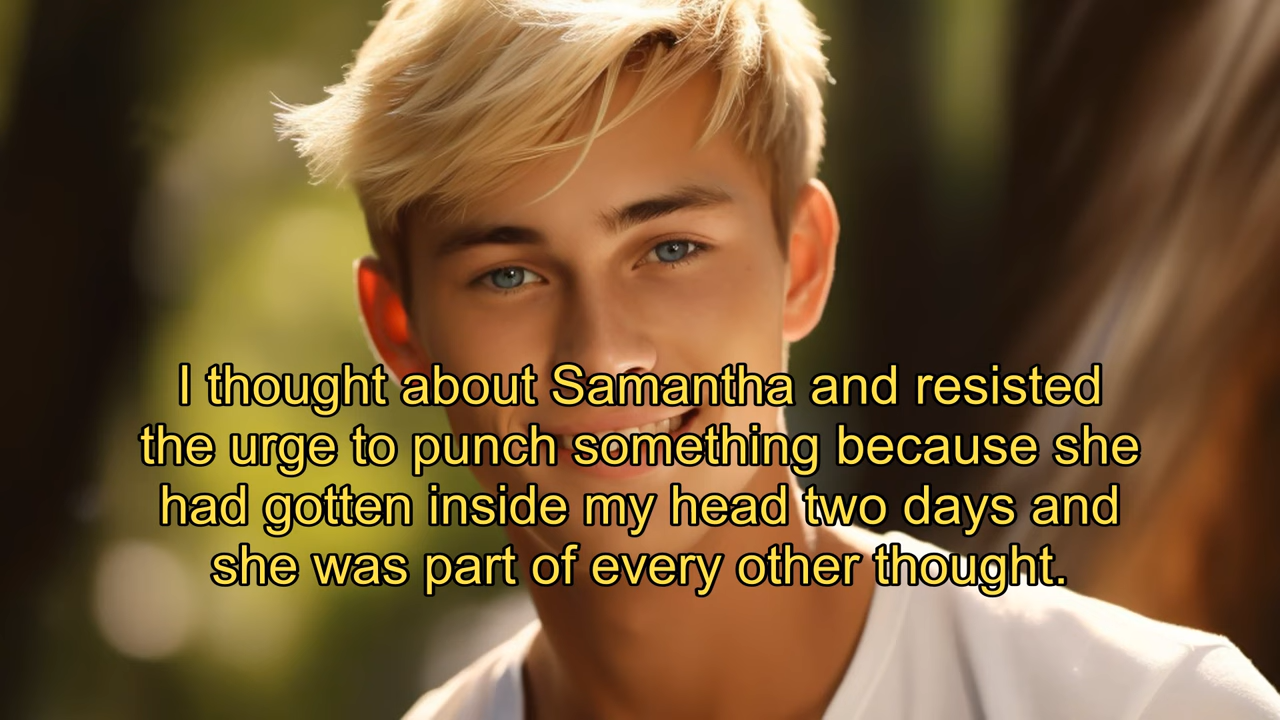 I thought about Samantha and resisted
the urge to punch something because she
had gotten inside my head two days and
she was part of every other thought.